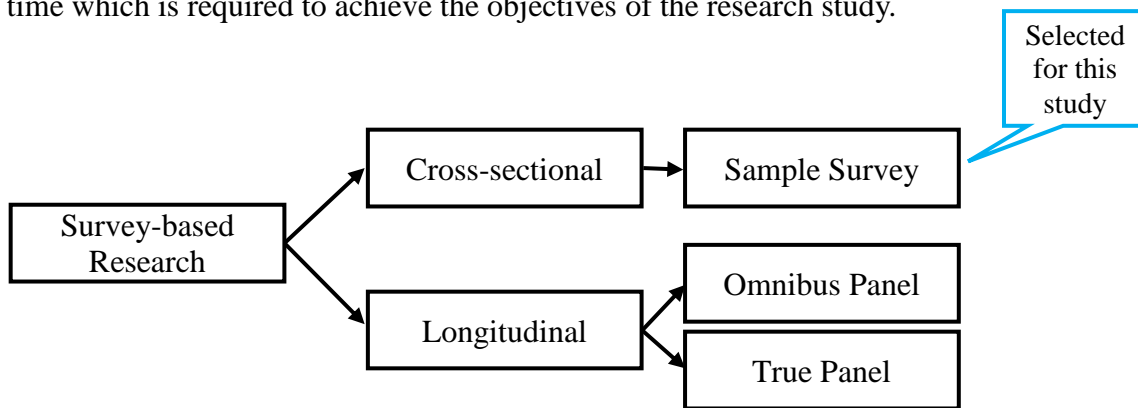 time which is required to achieve the objectives of the research study.
Selected
for this
study
Cross-sectional
Sample Survey
Survey-based
Research
Omnibus Panel
Longitudinal
True Panel